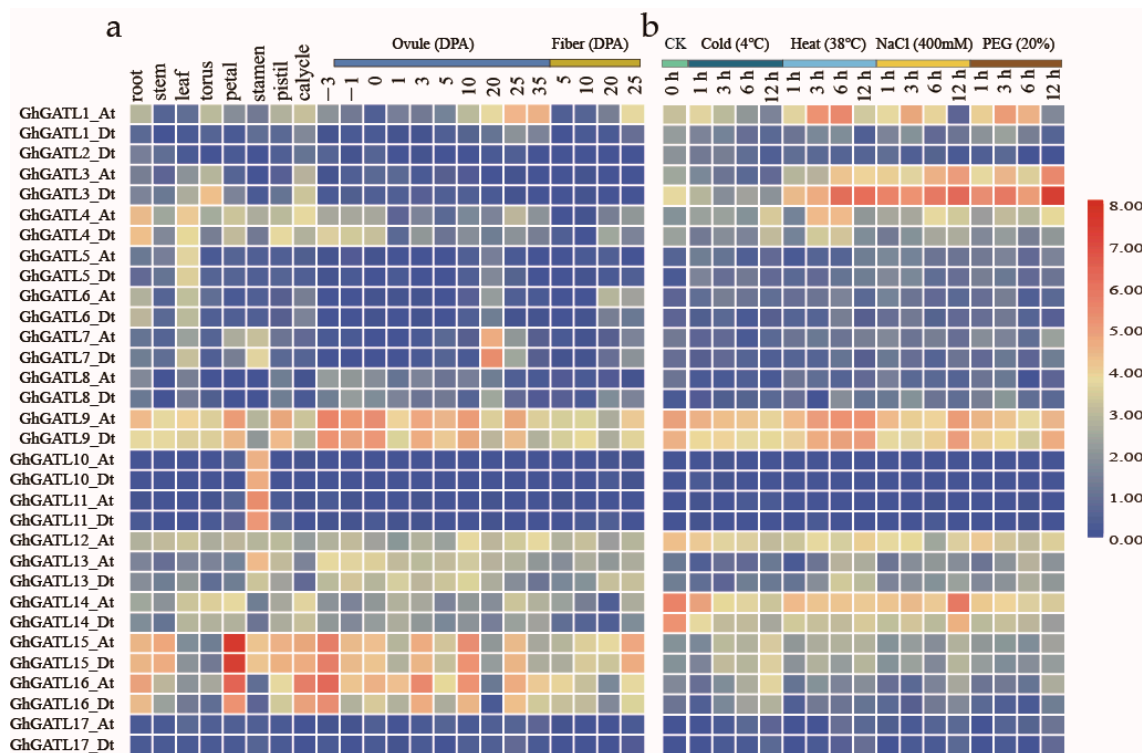 a
b
Ovule (DPA)
Fiber (DPA)
CK
Cold (4°C)
Heat (38°C)
NaCl (400mM)
PEG (20%)
root
stem
leaf
torus
petal
stamen
pistil
calycle
−3
−1
0
1
3
5
10
20
25
35
5
10
20
25
0 h
1 h
3 h
6 h
12 h
1 h
3 h
6 h
12 h
1 h
3 h
6 h
12 h
1 h
3 h
6 h
12 h
GhGATL1_At
GhGATL1_Dt
GhGATL2_Dt
GhGATL3_At
GhGATL3_Dt
GhGATL4_At
GhGATL4_Dt
GhGATL5_At
GhGATL5_Dt
GhGATL6_At
GhGATL6_Dt
GhGATL7_At
GhGATL7_Dt
GhGATL8_At
GhGATL8_Dt
GhGATL9_At
GhGATL9_Dt
GhGATL10_At
GhGATL10_Dt
GhGATL11_At
GhGATL11_Dt
GhGATL12_At
GhGATL13_At
GhGATL13_Dt
GhGATL14_At
GhGATL14_Dt
GhGATL15_At
GhGATL15_Dt
GhGATL16_At
GhGATL16_Dt
GhGATL17_At
GhGATL17_Dt
8.00
7.00
6.00
5.00
4.00
3.00
2.00
1.00
0.00